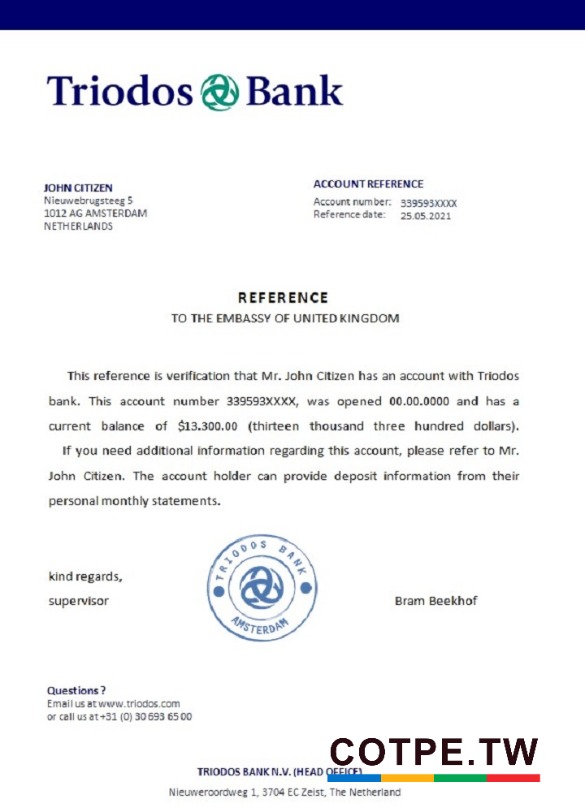 Triodos Bank
JOHN CITIZEN
Nieuwebrugsteeg 5
1012 AG AMSTERDAM
NETHERLANDS
ACCOUNT REFERENCE
Account number: 339593XXXX
Reference date: 25.05.2021
REFERENCE
TO THE EMBASSY OF UNITED KINGDOM
This reference is verification that Mr. John Citizen has an account with Triodos
bank. This account number 339593XXXX, was opened 00.00.0000 and has a
current balance of $13.300.00 (thirteen thousand three hundred dollars).
If you need additional information regarding this account, please refer to Mr.
John Citizen. The account holder can provide deposit information from their
personal monthly statements.
kind regards,
supervisor
TRIODOS BANK
AMSTERDAM
Bram Beekhof
Questions ?
Email us at www.triodos.com
or call us at +31 (0) 30 693 65 00
COTPE.TW
TRIODOS BANK N.V. (HEAD OFFICE)
Nieuweroordweg 1, 3704 EC Zeist, The Netherland